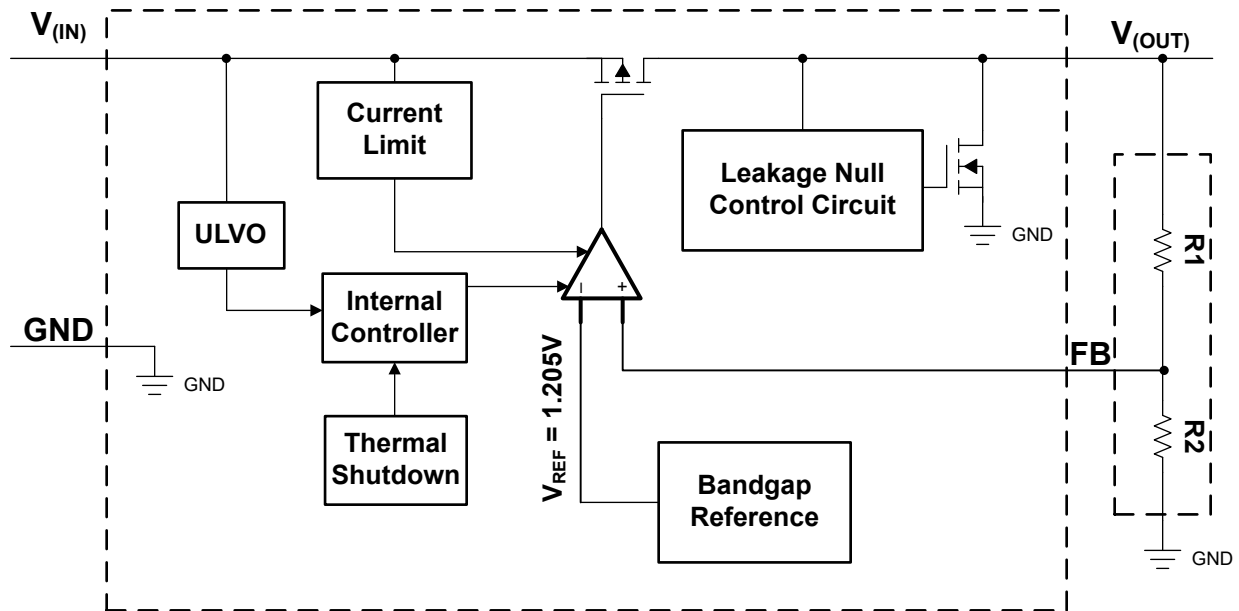 V(IN)
V(OUT)
Current
Limit
Leakage Null
Control Circuit
GND
R1
ULVO
Internal
Controller
–
+
GND
GND
FB
VREF = 1.205V
Thermal
Shutdown
R2
Bandgap
Reference
GND